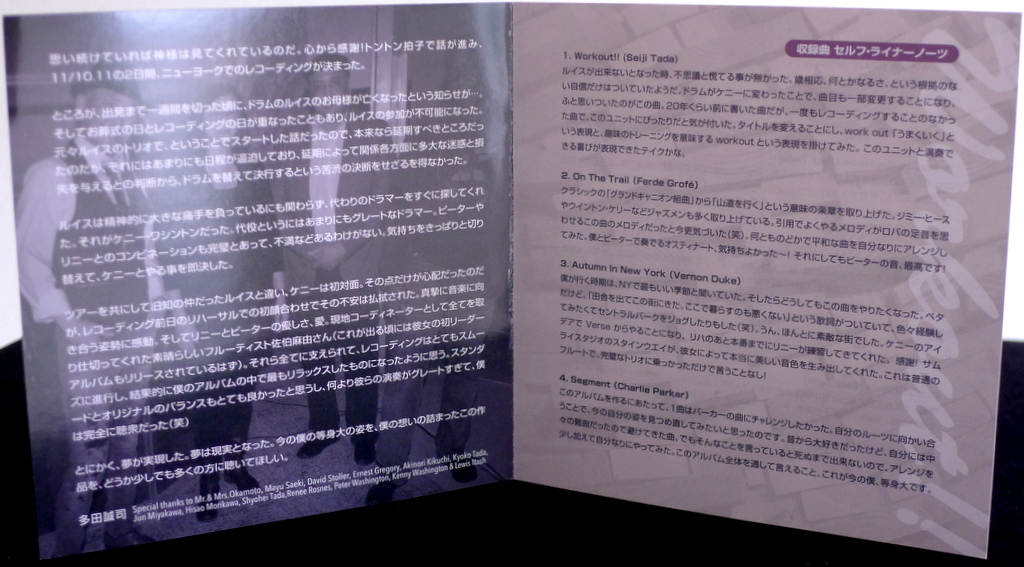 思い続けていれば神様は見てくれているのだ。心から感謝!トントン拍子で話が進み、
11/10.11の2日間、ニューヨークでのレコーディングが決まった。
ところが、出発まで一週間を切った頃に、ドラムのルイスのお母様が亡くなったという知らせが…。
そしてお葬式の日とレコーディングの日が重なったこともあり、ルイスの参加が不可能になった。
元々ルイスのトリオで、ということでスタートした話だったので、本来なら延期すべきところだっ
たのだが、それにはあまりにも日程が逼迫しており、延期によって関係各方面に多大な迷惑と損
失を与えるとの判断から、ドラムを替えて決行するという苦渋の決断をせざるを得なかった。
ルイスは精神的に大きな痛手を負っているにも関わらず、代わりのドラマーをすぐに探してくれ
た。それがケニー・ワシントンだった。代役というにはあまりにもグレートなドラマー。ピーターや
リニーとのコンビネーションも完璧とあって、不満などあるわけがない。気持ちをきっぱりと切り
替えて、ケニーとやる事を即決した。
ツアーを共にして旧知の仲だったルイスと違い、ケニーは初対面。その点だけが心配だったのだ
が、レコーディング前日のリハーサルでの初顔合わせでその不安は払拭された。真摯に音楽に向
き合う姿勢に感動。そしてリニーとピーターの優しさ、愛。現地コーディネーターとして全てを取
り仕切ってくれた素晴らしいフルーティスト佐伯麻由さん(これが出る頃には彼女の初リーダー
アルバムもリリースされているはず)。それら全てに支えられて、レコーディングはとてもスムー
ズに進行し、結果的に僕のアルバムの中で最もリラックスしたものになったように思う。スタンダ
ードとオリジナルのバランスもとても良かったと思うし、何より彼らの演奏がグレートすぎて、僕
は完全に聴衆だった(笑)
とにかく、夢が実現した。夢は現実となった。今の僕の等身大の姿を、僕の想いの詰まったこの作
品を、どうか少しでも多くの方に聴いてほしい。
多田誠司
Special thanks to Mr.& Mrs.Okamoto, Mayu Saeki, David Stoller, Ernest Gregory, Akinori Kikuchi, Kyoko Tada,
Jun Miyakawa, Hisao Morikawa, Shyohei Tada,Renee Rosnes, Peter Washington, Kenny Washington & Lewis Nash
収録曲 セルフ・ライナーノーツ
1. Workout!! (Seiji Tada)
ルイスが出来ないとなった時、不思議と慌てる事が無かった。歳相応、何とかなるさ、という根拠のな
い自信だけはついていたようだ。ドラムがケニーに変わったことで、曲目も一部変更することになり、
ふと思いついたのがこの曲。20年くらい前に書いた曲だが、一度もレコーディングすることのなかっ
た曲で、このユニットにぴったりだと気が付いた。タイトルを変えることにし、work out「うまくいく」と
いう表現と、趣味のトレーニングを意味する workout という表現を掛けてみた。このユニットと演奏で
きる喜びが表現できたテイクかな。
2. On The Trail (Ferde Grofé)
クラシックの「グランドキャニオン組曲」から「山道を行く」という意味の楽章を取り上げた。ジミー・ヒース
やウイントン・ケリーなどジャズメンも多く取り上げている。引用でよくやるメロディがロバの足音を思
わせるこの曲のメロディだったと今更気づいた(笑)。何とものどかで平和な曲を自分なりにアレンジし
てみた。僕とピーターで奏でるオスティナート、気持ちよかった〜! それにしてもピーターの音、最高です!
3. Autumn In New York (Vernon Duke)
僕が行く時期は、NYで最もいい季節と聞いていた。そしたらどうしてもこの曲をやりたくなった。ベタ
だけど。「田舎を出てこの街にきた。ここで暮らすのも悪くない」という歌詞がついていて、色々経験し
てみたくてセントラルパークをジョグしたりもした(笑)。うん、ほんとに素敵な街でした。ケニーのアイ
デアで Verse からやることになり、リハのあと本番までにリニーが練習してきてくれた。 感謝! サム
ライスタジオのスタインウエイが、彼女によって本当に美しい音色を生み出してくれた。これは普通の
フルートで。完璧なトリオに乗っかっただけで言うことなし!
4. Segment (Charlie Parker)
このアルバムを作るにあたって、1曲はパーカーの曲にチャレンジしたかった。自分のルーツに向かい合
うことで、今の自分の姿を見つめ直してみたいと思ったのです。昔から大好きだったけど、自分には中
々の難曲だったので避けてきた曲。でもそんなことを言っていると死ぬまで出来ないので、アレンジを
少し加えて自分なりにやってみた。このアルバム全体を通して言えること、これが今の僕、等身大です。